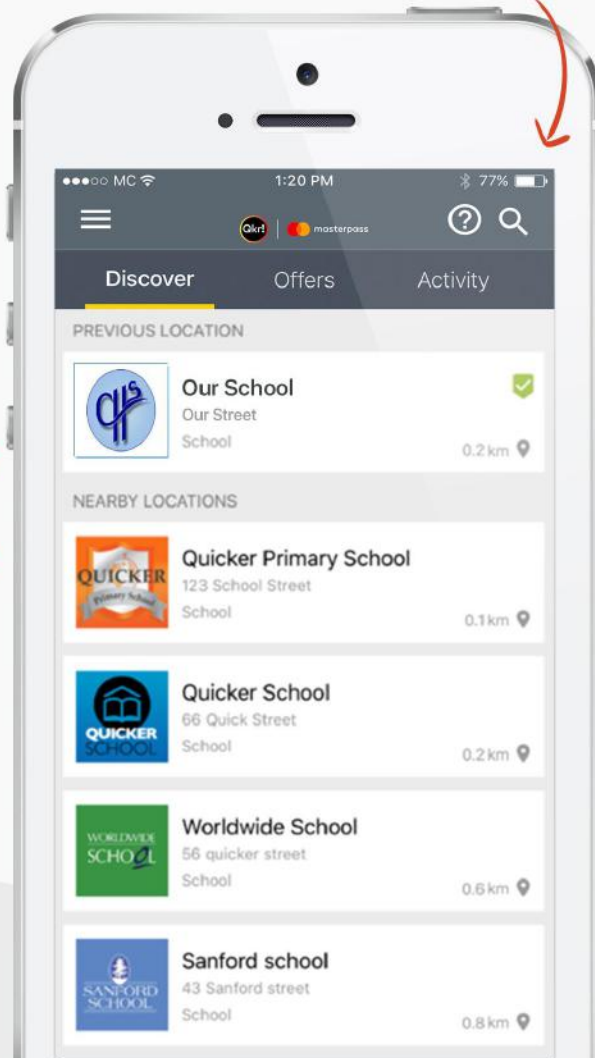 MC
1:20 PM
77%
Qkr!
masterpass
Discover
Offers
Activity
PREVIOUS LOCATION
Our School
Our Street
School
0.2 km
NEARBY LOCATIONS
QUICKER
Primary School
Quicker Primary School
123 School Street
School
0.1 km
QUICKER
SCHOOL
Quicker School
66 Quick Street
School
0.2 km
WORLDWIDE
SCHOOL
Worldwide School
56 quicker street
School
0.6 km
SANFORD
SCHOOL
Sanford school
43 Sanford street
School
0.8 km